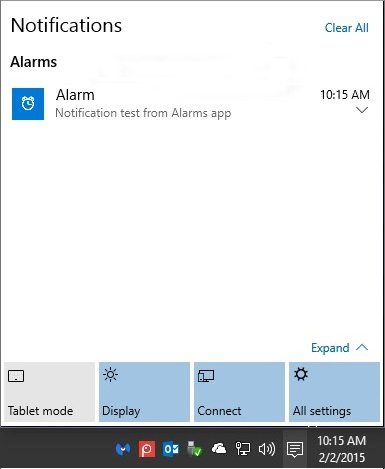 Notifications Clear All
Alarms
Alarm 10:15 AM
Notification test from Alarms app
Expand
Tablet mode Display Connect All settings
10:15 AM
2/2/2015